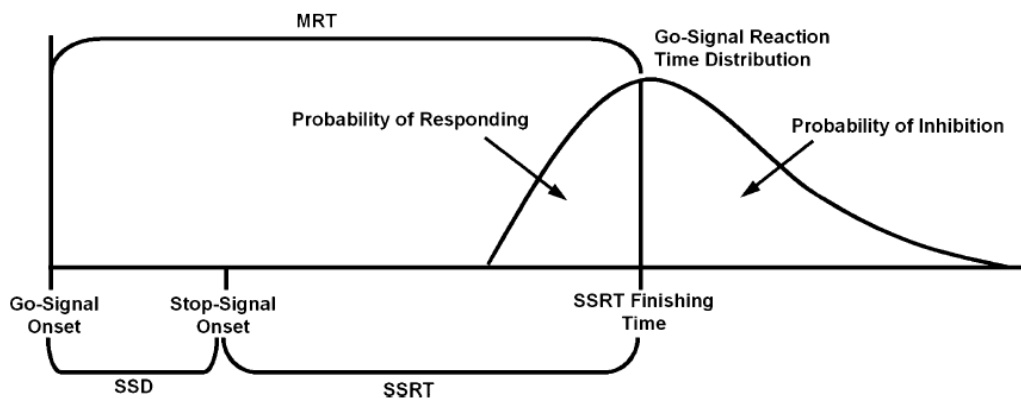 MRT
Go-Signal Reaction
Time Distribution
Probability of Responding
Probability of Inhibition
Go-Signal
Onset
Stop-Signal
Onset
SSRT Finishing
Time
SSD
SSRT